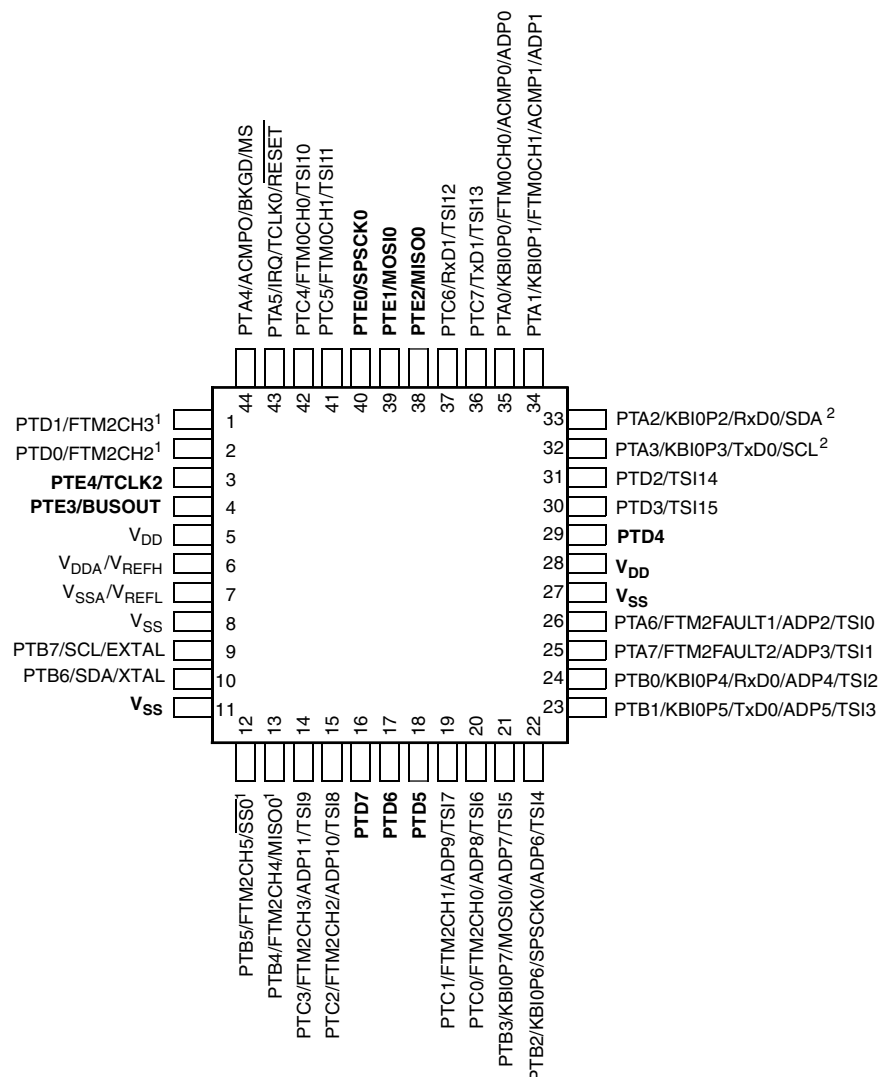 PTA4/ACMPO/BKGD/MS
PTA5/IRQ/TCLK0/RESET
PTC4/FTM0CH0/TSI10
PTC5/FTM0CH1/TSI11
PTE0/SPSCK0
PTE1/MOSI0
PTE2/MISO0
PTC6/RxD1/TSI12
PTC7/TxD1/TSI13
PTA0/KBI0P0/FTM0CH0/ACMP0/ADP0
PTA1/KBI0P1/FTM0CH1/ACMP1/ADP1
44
43
42
41
40
39
38
37
36
35
34
PTD1/FTM2CH3¹ 1
PTD0/FTM2CH2¹ 2
PTE4/TCLK2 3
PTE3/BUSOUT 4
VDD 5
VDDA/VREFH 6
VSSA/VREFL 7
VSS 8
PTB7/SCL/EXTAL 9
PTB6/SDA/XTAL 10
VSS 11
33 PTA2/KBI0P2/RxD0/SDA²
32 PTA3/KBI0P3/TxD0/SCL²
31 PTD2/TSI14
30 PTD3/TSI15
29 PTD4
28 VDD
27 VSS
26 PTA6/FTM2FAULT1/ADP2/TSI0
25 PTA7/FTM2FAULT2/ADP3/TSI1
24 PTB0/KBI0P4/RxD0/ADP4/TSI2
23 PTB1/KBI0P5/TxD0/ADP5/TSI3
12
13
14
15
16
17
18
19
20
21
22
PTB5/FTM2CH5/SS0¹
PTB4/FTM2CH4/MISO0¹
PTC3/FTM2CH3/ADP11/TSI9
PTC2/FTM2CH2/ADP10/TSI8
PTD7
PTD6
PTD5
PTC1/FTM2CH1/ADP9/TSI7
PTC0/FTM2CH0/ADP8/TSI6
PTB3/KBI0P7/MOSI0/ADP7/TSI5
PTB2/KBI0P6/SPSCK0/ADP6/TSI4